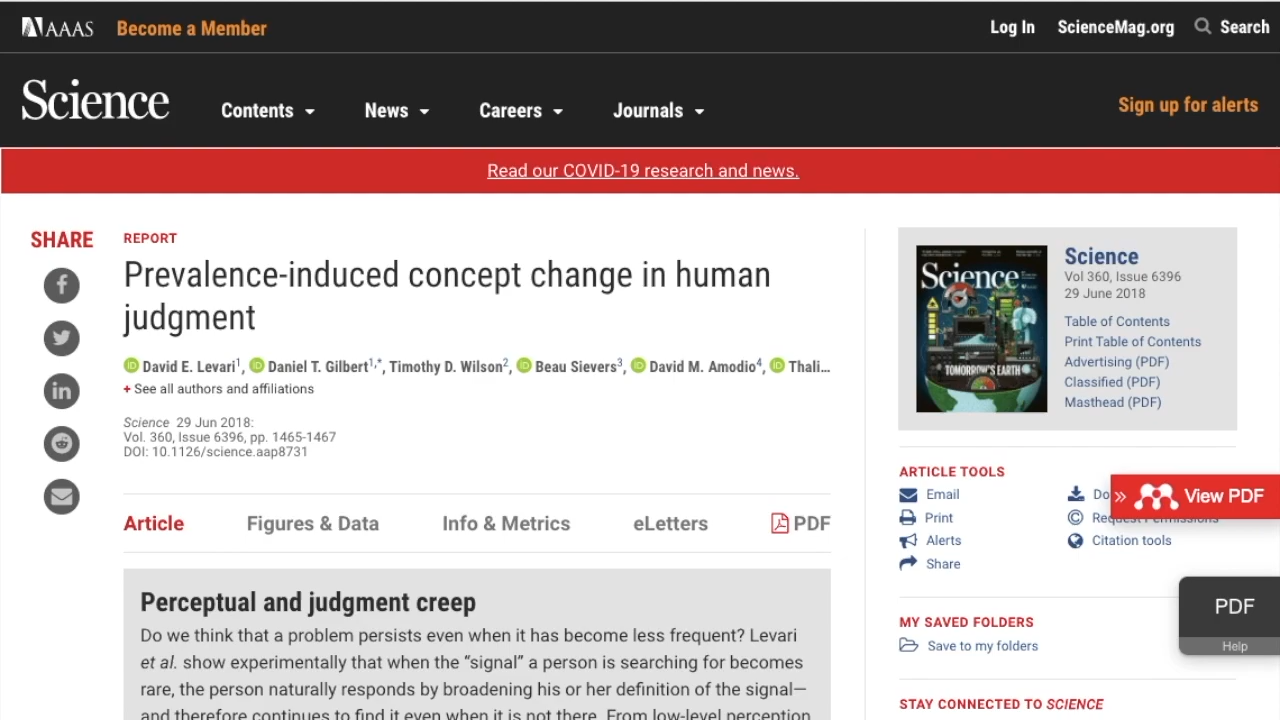 AAAS Become a Member Log In ScienceMag.org Search
Science Contents News Careers Journals Sign up for alerts
Read our COVID-19 research and news.
SHARE
REPORT
Prevalence-induced concept change in human
judgment
David E. Levari1, Daniel T. Gilbert1,*, Timothy D. Wilson2, Beau Sievers3, David M. Amodio4, Thali...
+ See all authors and affiliations
Science 29 Jun 2018:
Vol. 360, Issue 6396, pp. 1465-1467
DOI: 10.1126/science.aap8731
Article Figures & Data Info & Metrics eLetters PDF
Perceptual and judgment creep
Do we think that a problem persists even when it has become less frequent? Levari
et al. show experimentally that when the “signal” a person is searching for becomes
rare, the person naturally responds by broadening his or her definition of the signal—
and therefore continues to find it even when it is not there. From low-level perception
Science
TOMORROW'S EARTH
Science
Vol 360, Issue 6396
29 June 2018
Table of Contents
Print Table of Contents
Advertising (PDF)
Classified (PDF)
Masthead (PDF)
ARTICLE TOOLS
Email
Print
Alerts
Share
Do
Request Permissions
Citation tools
» View PDF
PDF
Help
MY SAVED FOLDERS
Save to my folders
STAY CONNECTED TO SCIENCE